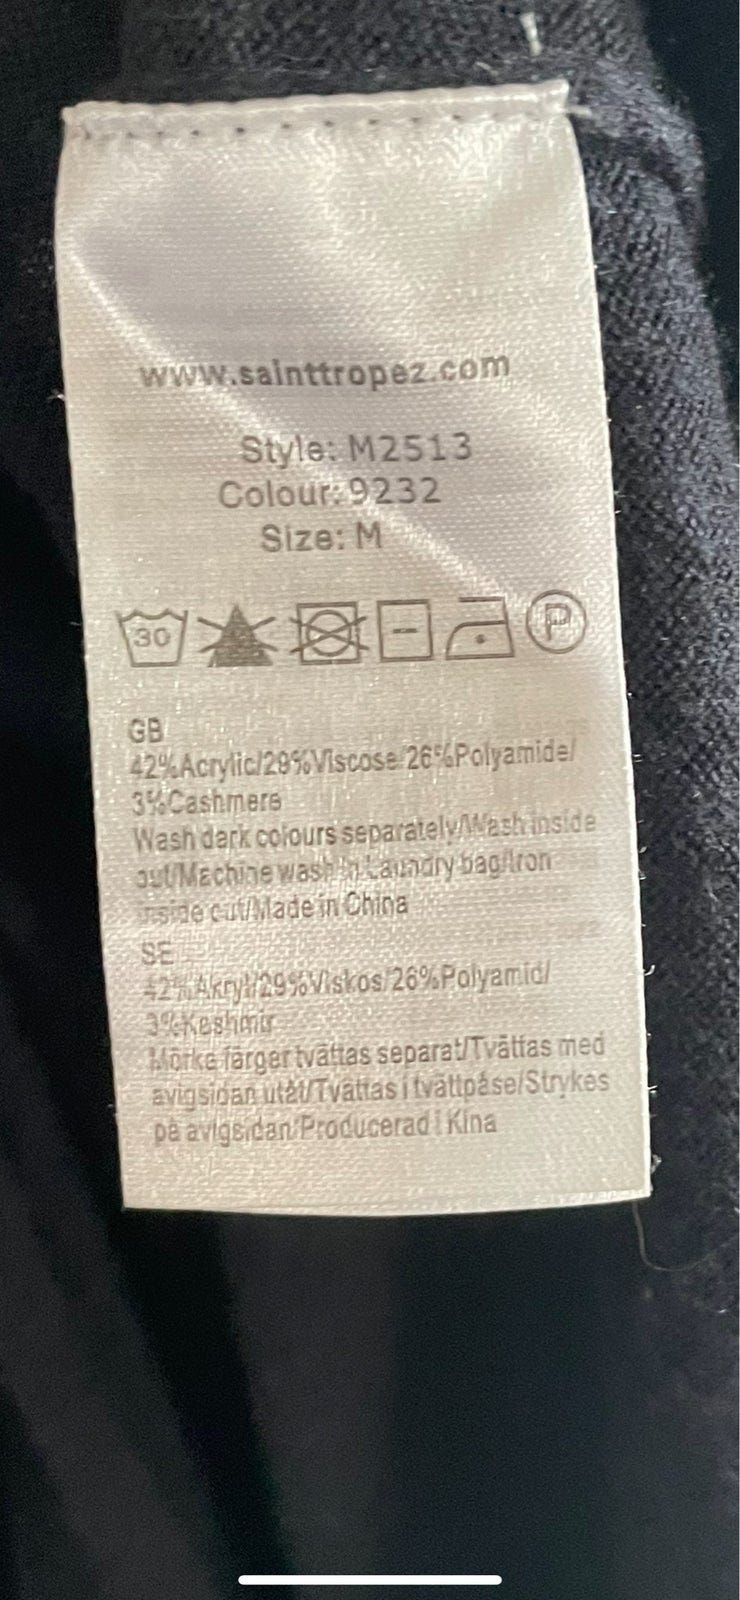 www.sainttropez.com
Style: M2513
Colour: 9232
Size: M
30 P
GB
42%Acrylic/29%Viscose/26%Polyamide/
3%Cashmere
Wash dark colours separately/Wash inside
out/Machine wash in Laundry bag/Iron
inside out/Made in China
SE
42%Akryl/29%Viskos/26%Polyamid/
3%Kashmir
Mörka färger tvättas separat/Tvättas med
avigsidan utåt/Tvättas i tvättpåse/Strykes
på avigsidan/Producerad i Kina